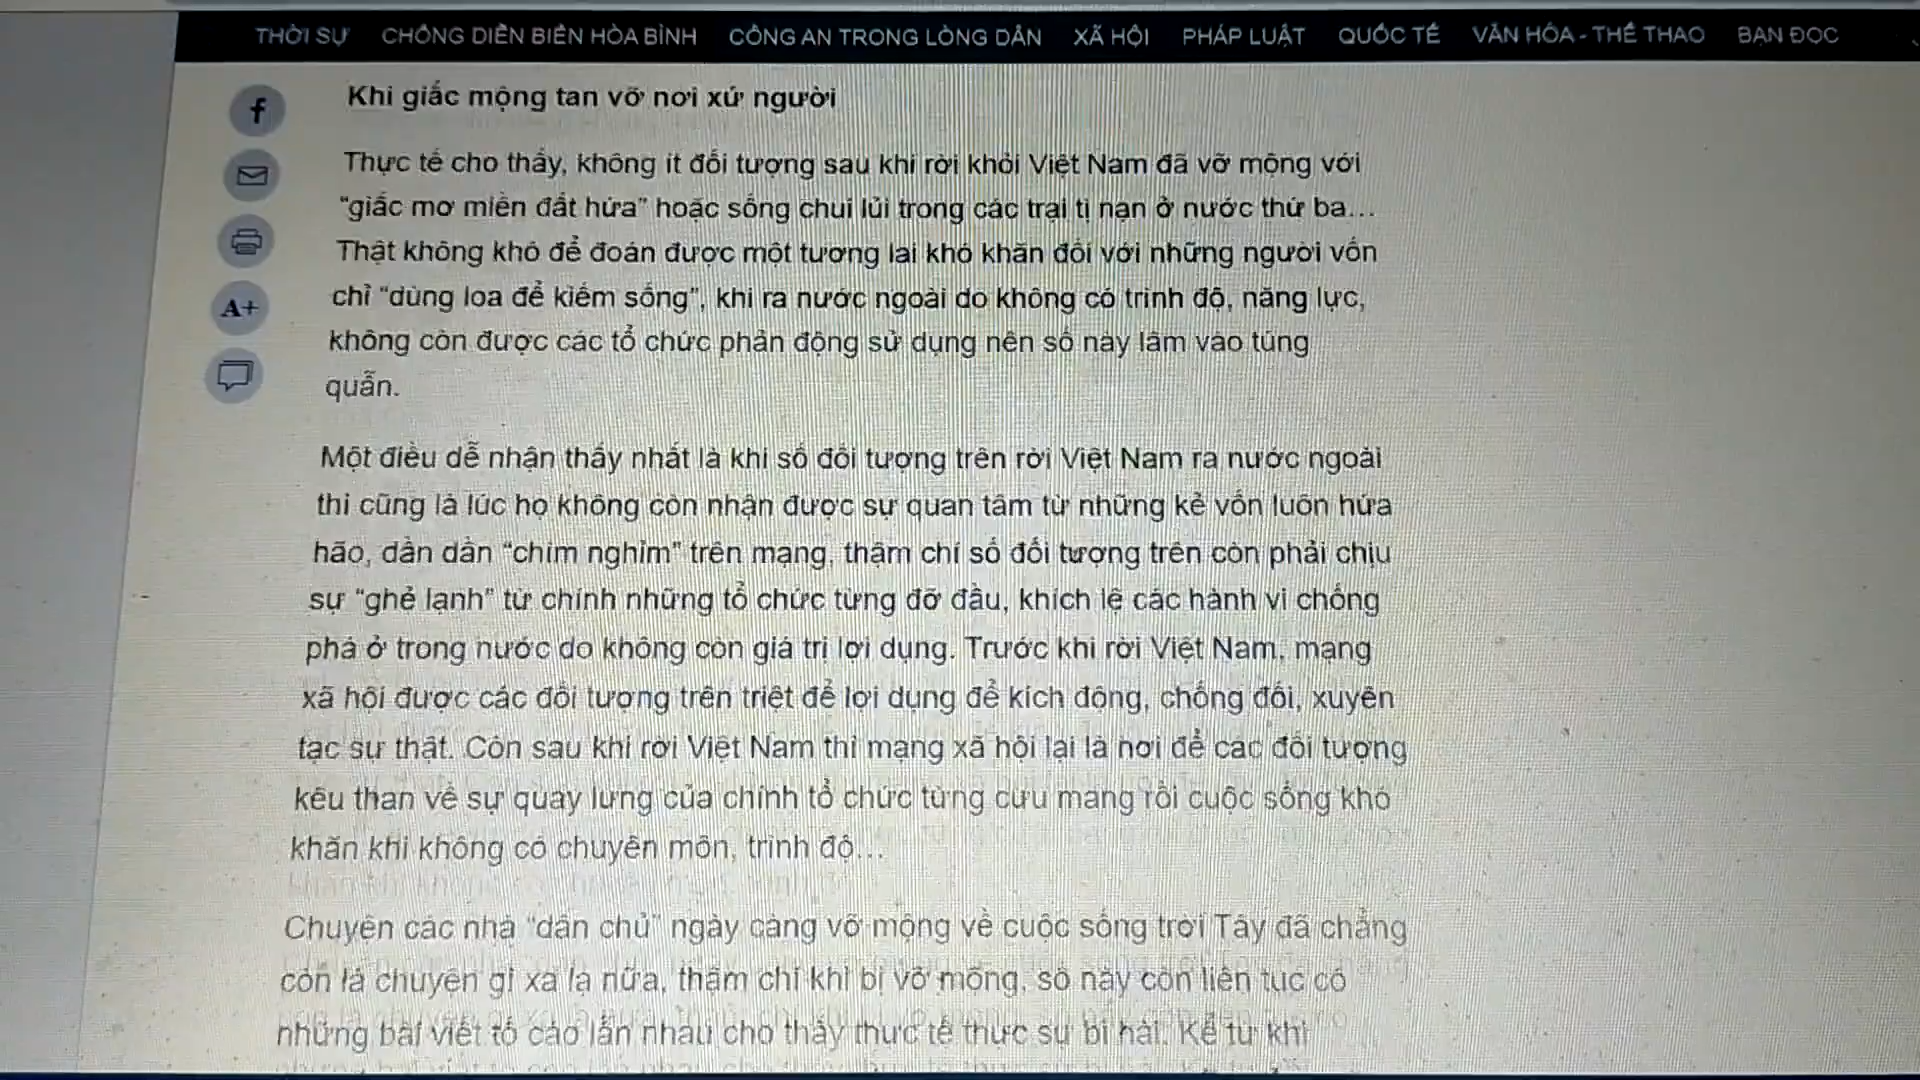 THỜI SỰ CHỐNG DIỄN BIẾN HÒA BÌNH CÔNG AN TRONG LÒNG DÂN XÃ HỘI PHÁP LUẬT QUỐC TẾ VĂN HÓA - THỂ THAO BẠN ĐỌC
Khi giấc mộng tan vỡ nơi xứ người
f
Thực tế cho thấy, không ít đối tượng sau khi rời khỏi Việt Nam đã vỡ mộng với
“giấc mơ miền đất hứa” hoặc sống chui lủi trong các trại tị nạn ở nước thứ ba...
Thật không khó để đoán được một tương lai khó khăn đối với những người vốn
chỉ “dùng loa để kiếm sống”, khi ra nước ngoài do không có trình độ, năng lực,
A+
không còn được các tổ chức phản động sử dụng nên số này lâm vào túng
quẫn.
Một điều dễ nhận thấy nhất là khi số đối tượng trên rời Việt Nam ra nước ngoài
thì cũng là lúc họ không còn nhận được sự quan tâm từ những kẻ vốn luôn hứa
hão, dần dần “chìm nghỉm” trên mạng, thậm chí số đối tượng trên còn phải chịu
sự “ghẻ lạnh” từ chính những tổ chức từng đỡ đầu, khích lệ các hành vi chống
phá ở trong nước do không còn giá trị lợi dụng. Trước khi rời Việt Nam, mạng
xã hội được các đối tượng trên triệt để lợi dụng để kích động, chống đối, xuyên
tạc sự thật. Còn sau khi rời Việt Nam thì mạng xã hội lại là nơi để các đối tượng
kêu than về sự quay lưng của chính tổ chức từng cưu mang rồi cuộc sống khó
khăn khi không có chuyên môn, trình độ...
Chuyện các nhà “dân chủ” ngày càng vỡ mộng về cuộc sống trời Tây đã chẳng
còn là chuyện gì xa lạ nữa, thậm chí khi bị vỡ mộng, số này còn liên tục có
những bài viết tố cáo lẫn nhau cho thấy thực tế thực sự bi hài. Kể từ khi